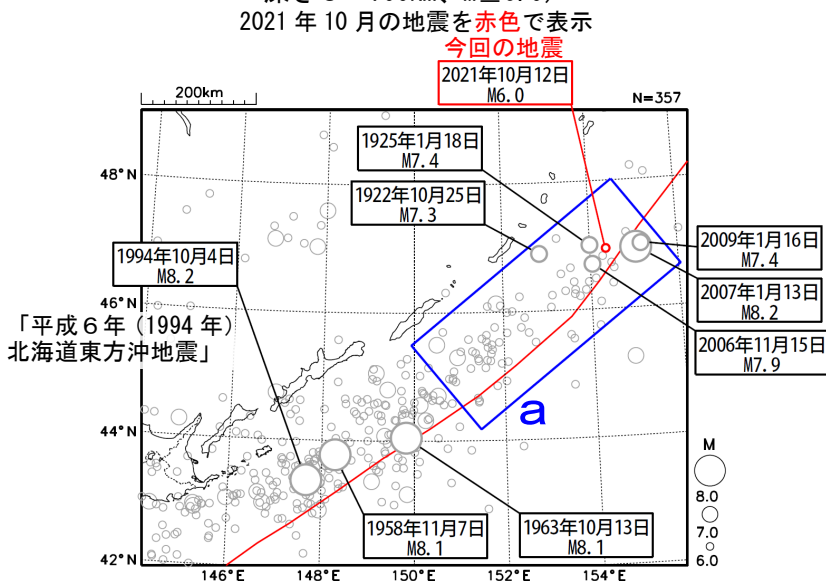 2021 年 10 月の地震を赤色で表示
今回の地震
2021年10月12日
M6.0
200km
N=357
1925年1月18日
M7.4
48°N
1922年10月25日
M7.3
1994年10月4日
M8.2
2009年1月16日
M7.4
2007年1月13日
M8.2
46°N
「平成６年（1994 年）
北海道東方沖地震」
2006年11月15日
M7.9
a
44°N
M
8.0
7.0
6.0
1958年11月7日
M8.1
1963年10月13日
M8.1
42°N
146°E
148°E
150°E
152°E
154°E